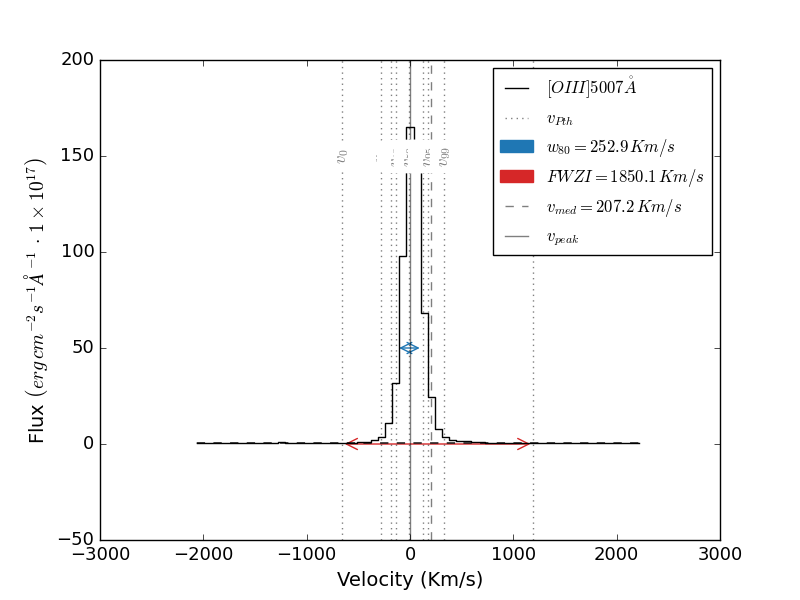 200
150
100
50
0
−50
−3000
−2000
−1000
0
1000
2000
3000
Velocity (Km/s)
Flux (erg cm⁻² s⁻¹ Å⁻¹ · 1 × 10¹⁷)
v₀
v₉₅
v₉₉
[OIII]5007Å
v_Pth
w₈₀ = 252.9 Km/s
FWZI = 1850.1 Km/s
v_med = 207.2 Km/s
v_peak